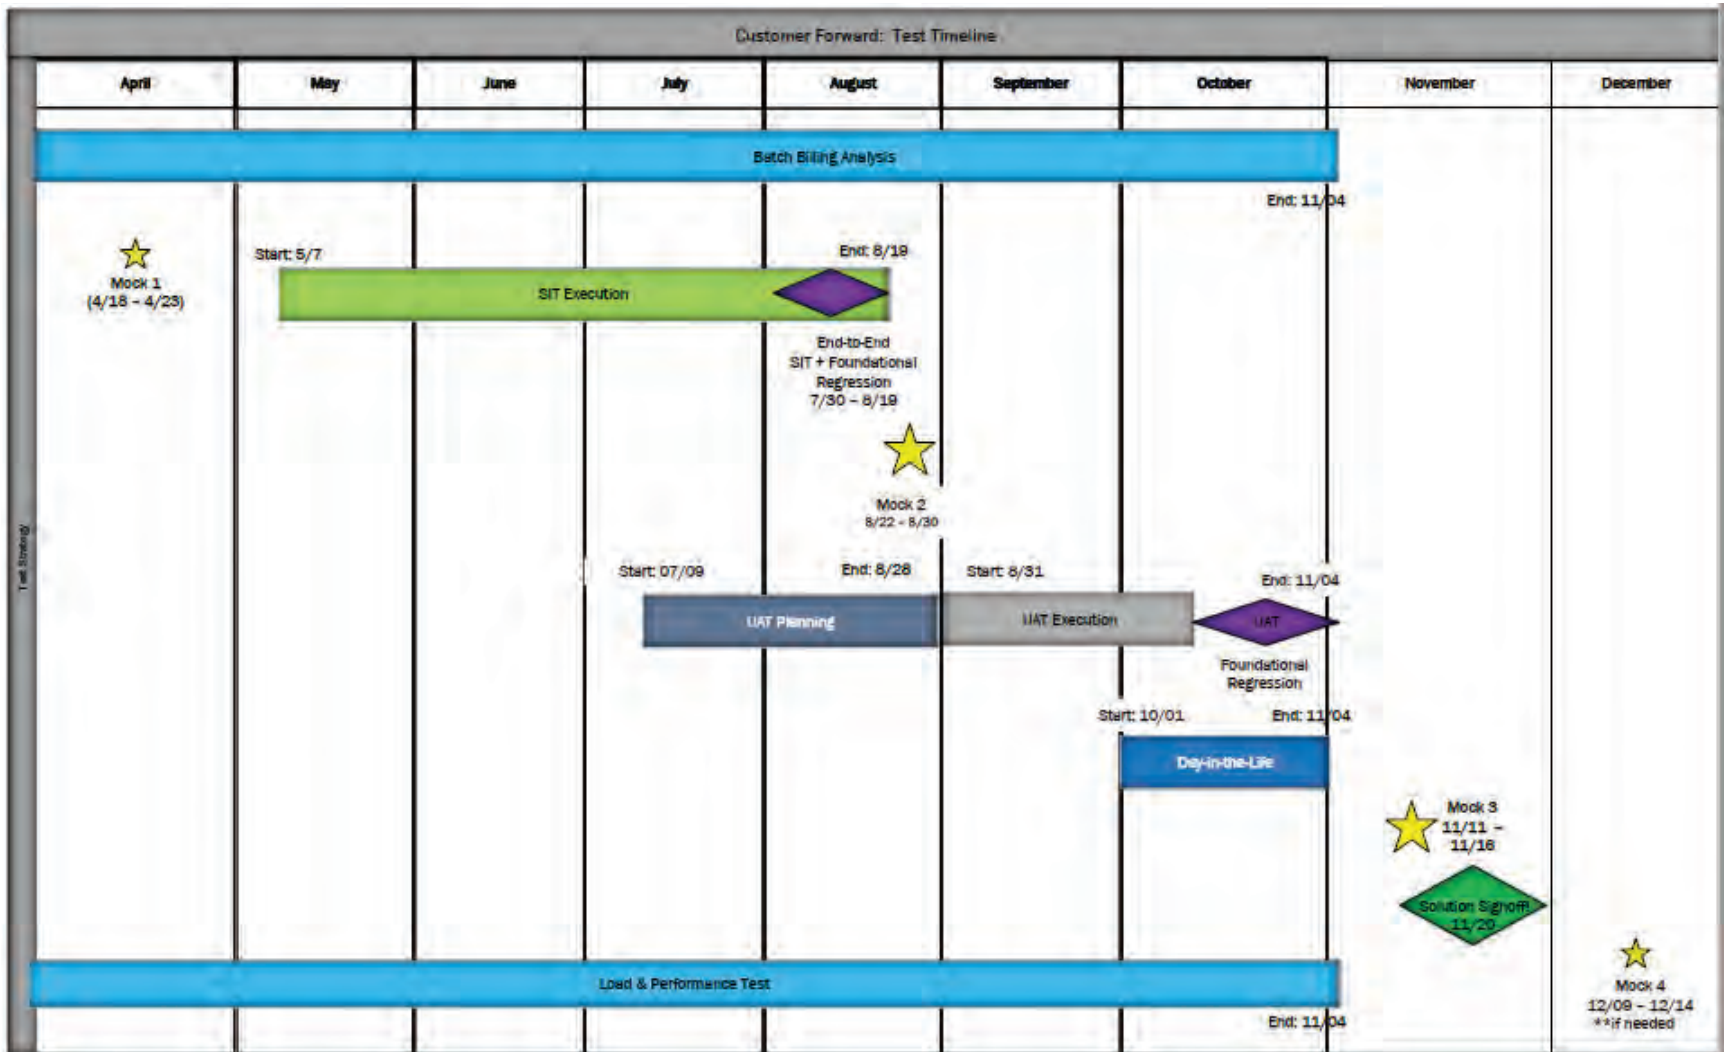 Customer Forward: Test Timeline
April May June July August September October November December
Test Strategy
Batch Billing Analysis
End: 11/04
Mock 1
(4/18 – 4/23)
Start: 5/7
End: 8/19
SIT Execution
End-to-End
SIT + Foundational
Regression
7/30 – 8/19
Mock 2
8/22 - 8/30
Start: 07/09
End: 8/28
Start: 8/31
End: 11/04
UAT Planning
UAT Execution
UAT
Foundational
Regression
Start: 10/01
End: 11/04
Day-in-the-Life
Mock 3
11/11 –
11/16
Solution Signoff!
11/20
Load & Performance Test
End: 11/04
Mock 4
12/09 – 12/14
**if needed